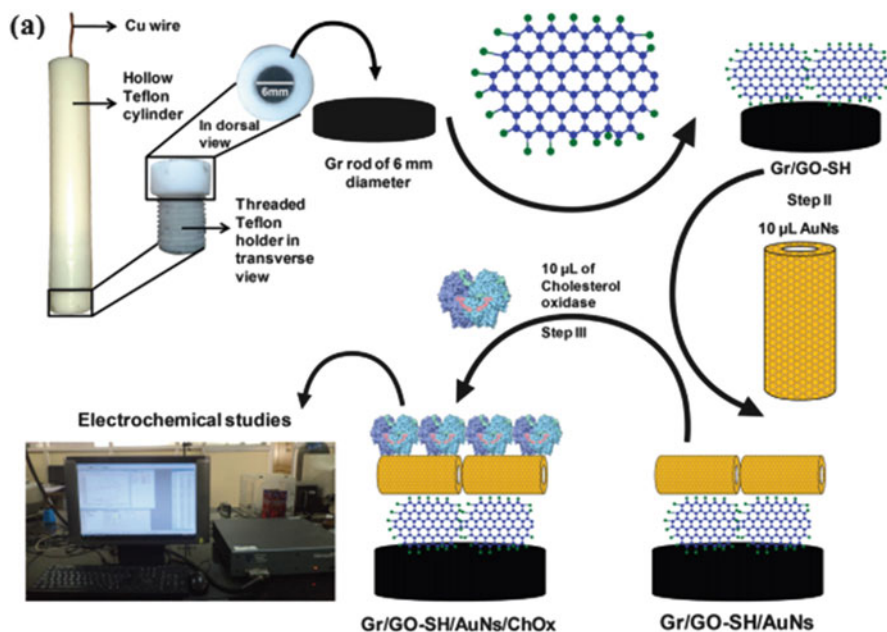 (a)
Cu wire
Hollow
Teflon
cylinder
6mm
In dorsal
view
Gr rod of 6 mm
diameter
Threaded
Teflon
holder in
transverse
view
Gr/GO-SH
Step II
10 µL AuNs
10 µL of
Cholesterol
oxidase
Step III
Electrochemical studies
Gr/GO-SH/AuNs/ChOx
Gr/GO-SH/AuNs